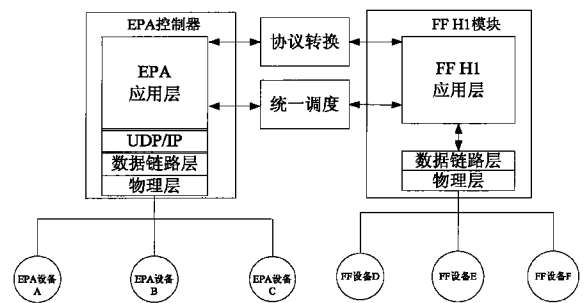 EPA控制器
EPA
应用层
UDP/IP
数据链路层
物理层
协议转换
统一调度
FF H1模块
FF H1
应用层
数据链路层
物理层
EPA设备
A
EPA设备
B
EPA设备
C
FF设备D
FF设备E
FF设备F